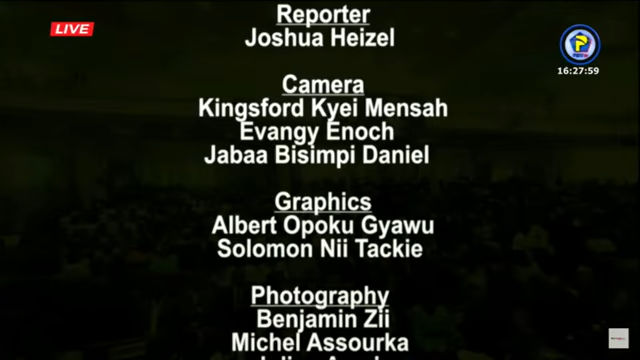 LIVE
Reporter
Joshua Heizel
16:27:59
Camera
Kingsford Kyei Mensah
Evangy Enoch
Jabaa Bisimpi Daniel
Graphics
Albert Opoku Gyawu
Solomon Nii Tackie
Photography
Benjamin Zii
Michel Assourka